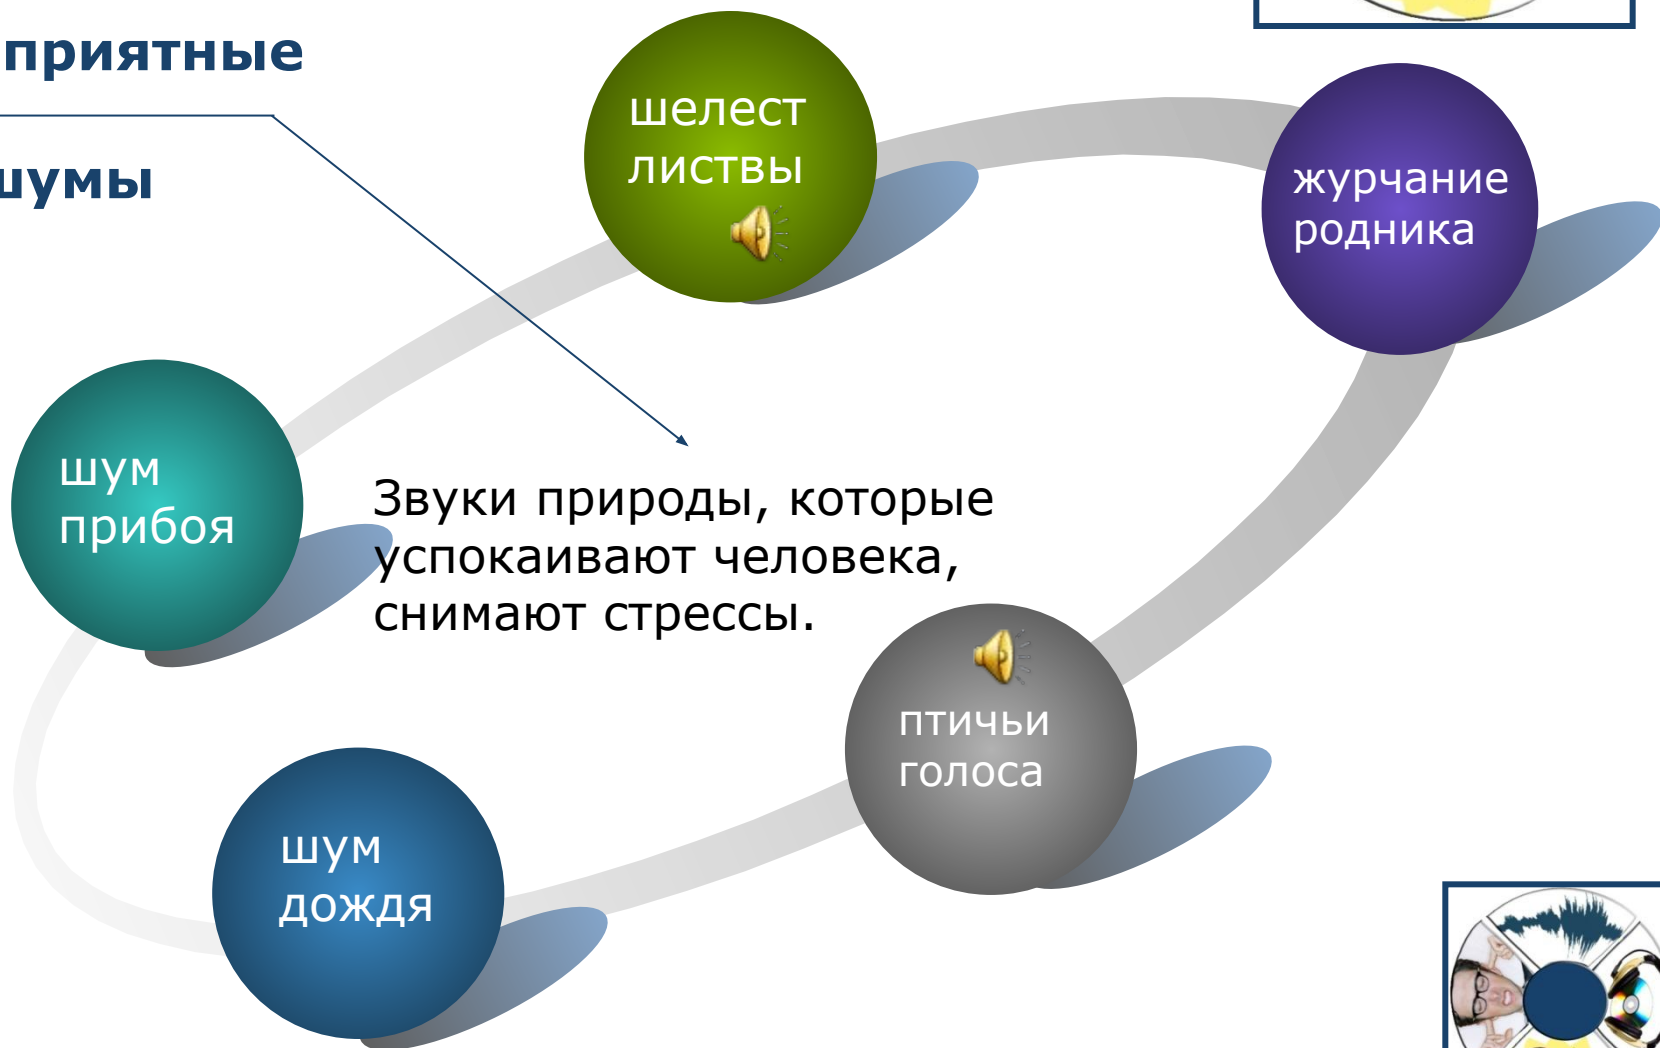 приятные
шумы
шелест
листвы
журчание
родника
шум
прибоя
Звуки природы, которые
успокаивают человека,
снимают стрессы.
птичьи
голоса
шум
дождя